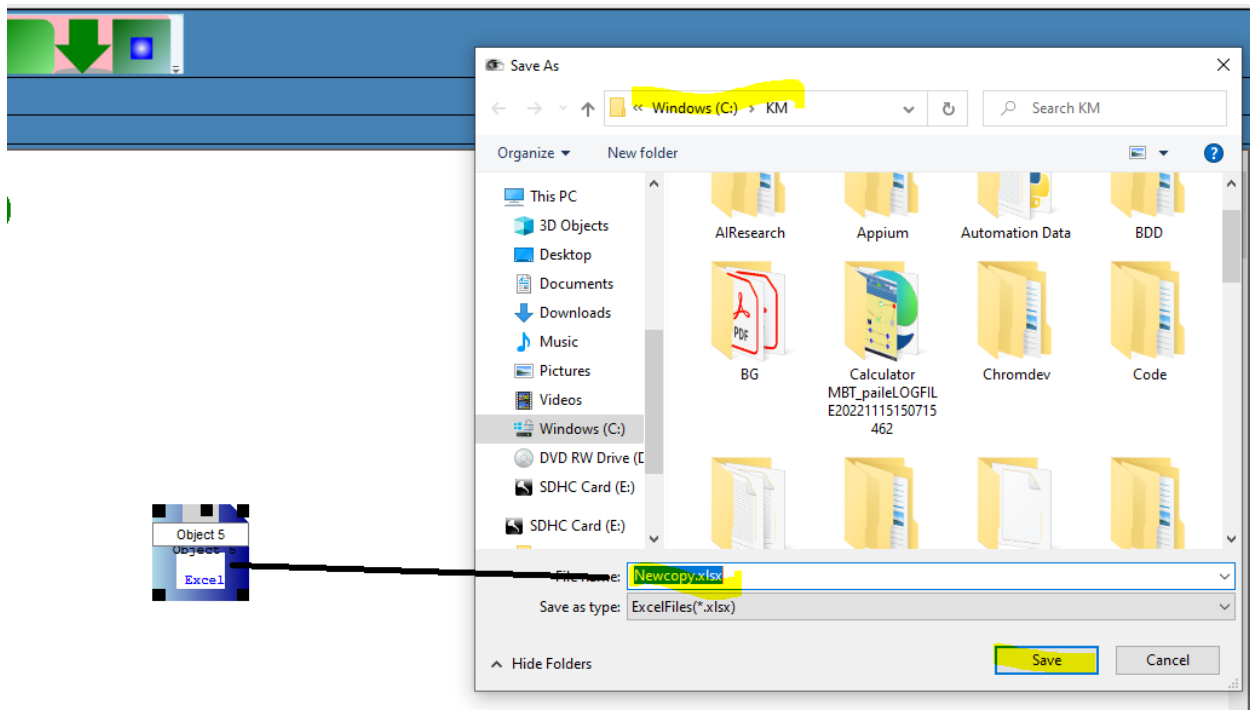 Save As
« Windows (C:) › KM
Search KM
Organize
New folder
?
This PC
3D Objects
Desktop
Documents
Downloads
Music
Pictures
Videos
Windows (C:)
DVD RW Drive (D
SDHC Card (E:)
SDHC Card (E:)
AIResearch
Appium
Automation Data
BDD
PDF
BG
Calculator
MBT_paileLOGFIL
E20221115150715
462
Chromdev
Code
Object 5
Object 5
Excel
File name:
Newcopy.xlsx
Save as type:
ExcelFiles(*.xlsx)
Hide Folders
Save
Cancel